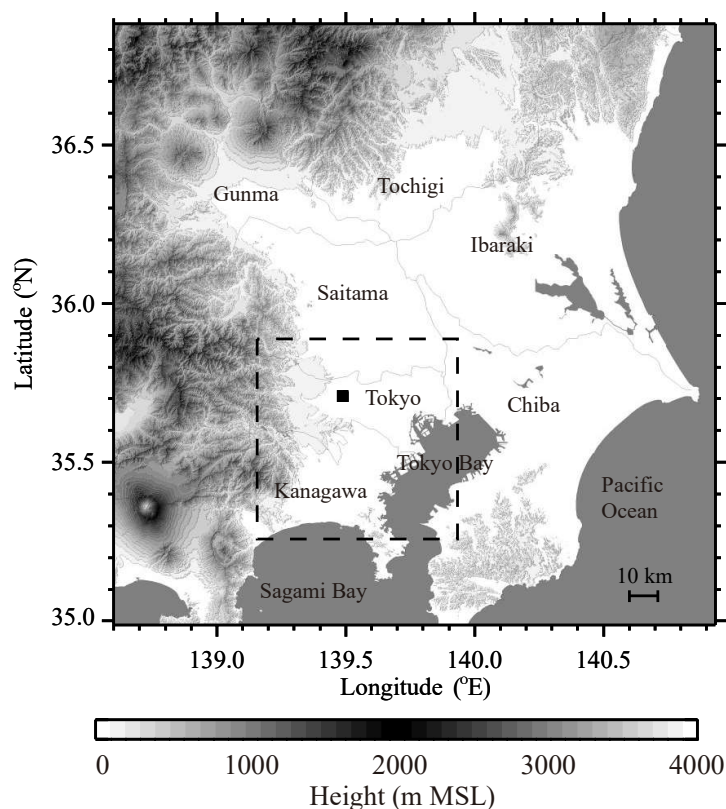 36.5
Tochigi
Gunma
Ibaraki
Latitude (°N)
36.0
Saitama
Tokyo
Chiba
35.5
Tokyo Bay
Kanagawa
Pacific
Ocean
10 km
Sagami Bay
35.0
139.0 139.5 140.0 140.5
Longitude (°E)
0 1000 2000 3000 4000
Height (m MSL)